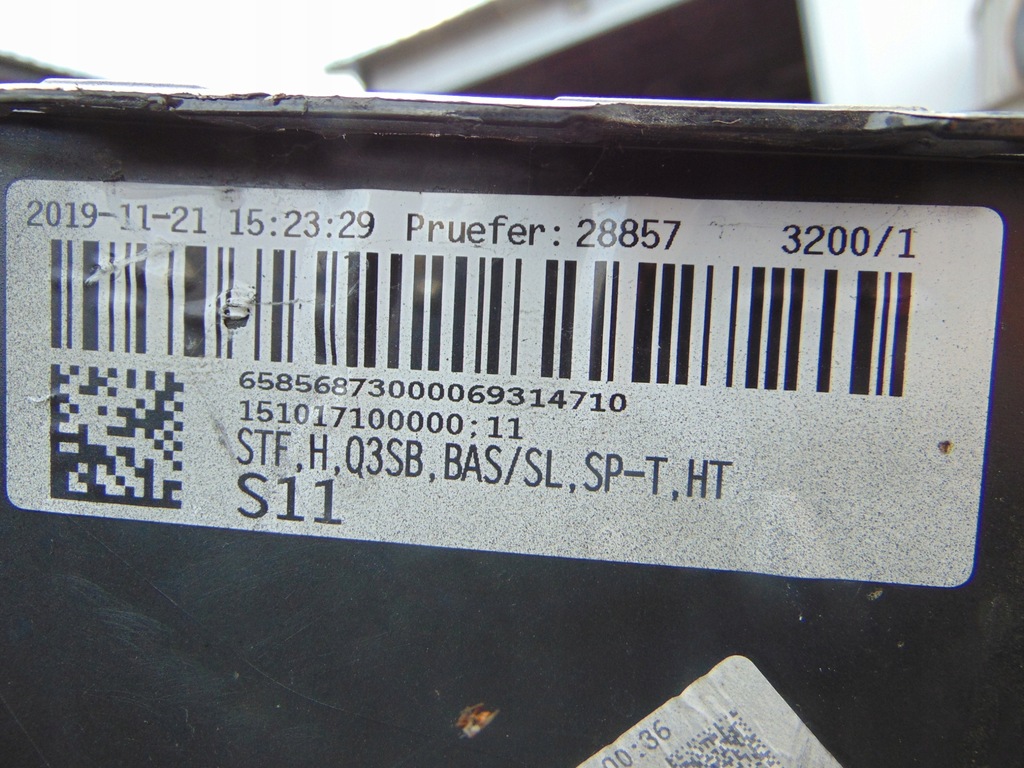 2019-11-21 15:23:29 Pruefer: 28857 3200/1
65856873000069314710
151017100000;11
STF,H,Q3SB,BAS/SL,SP-T,HT
S11
00:36